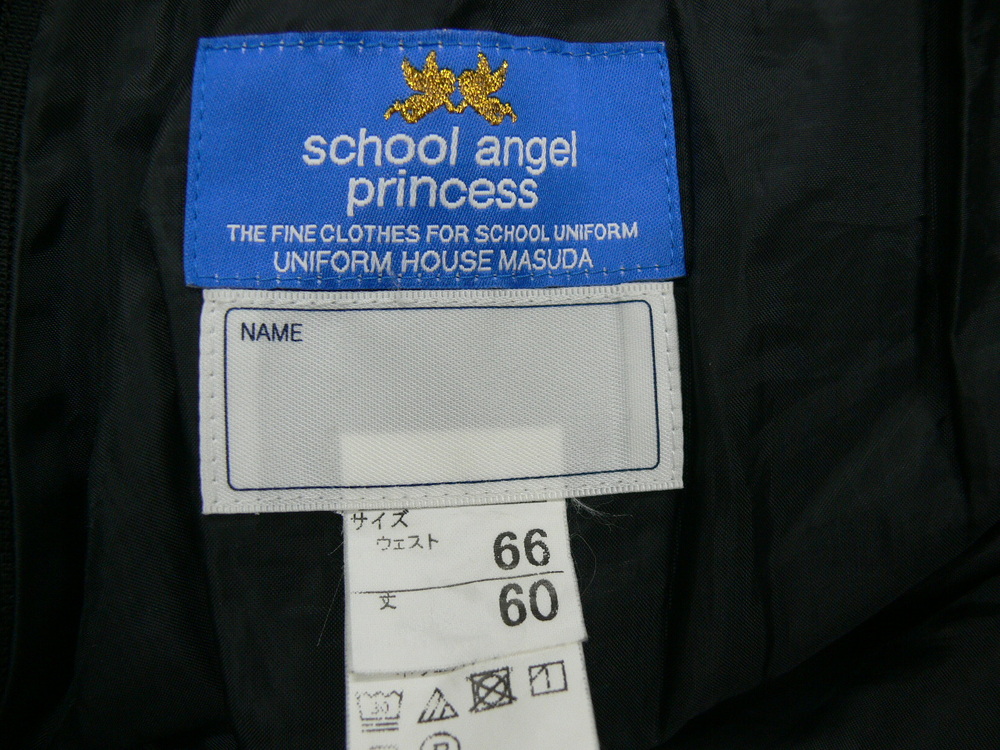 school angel
princess
THE FINE CLOTHES FOR SCHOOL UNIFORM
UNIFORM HOUSE MASUDA
NAME
サイズ
ウェスト 66
丈 60
30